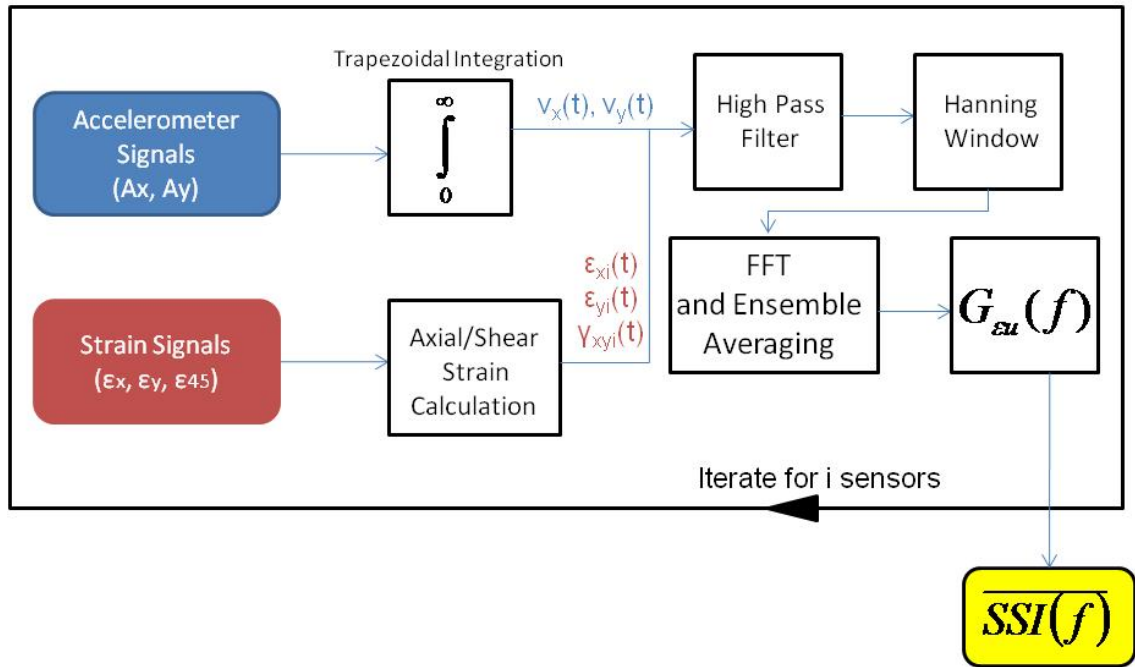 Trapezoidal Integration
Accelerometer
Signals
(Ax, Ay)
∞
∫
0
vx(t), vy(t)
High Pass
Filter
Hanning
Window
Strain Signals
(εx, εy, ε45)
Axial/Shear
Strain
Calculation
εxi(t)
εyi(t)
γxyi(t)
FFT
and Ensemble
Averaging
Gεu(f)
Iterate for i sensors
SSI(f)